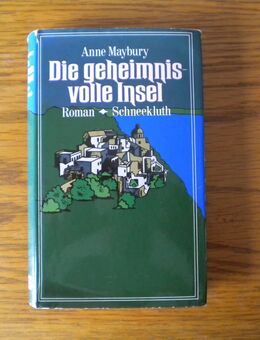 Anne Maybury
Die geheimnis-
volle Insel
Roman ✦ Schneekluth